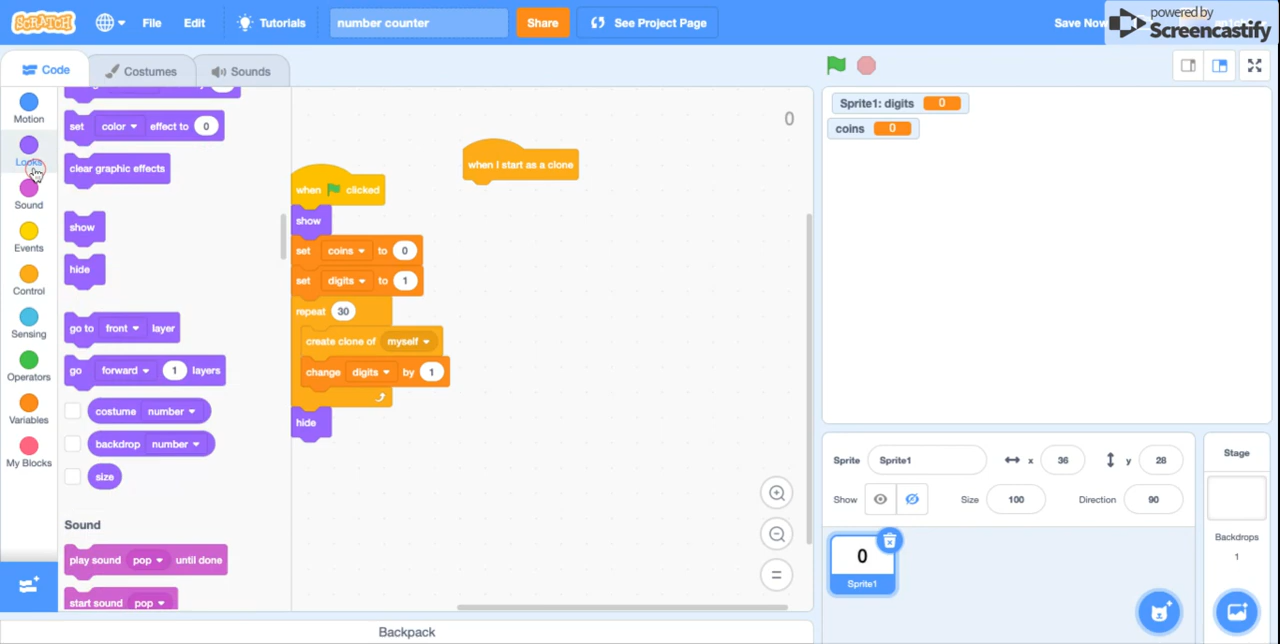 SCRATCH File Edit Tutorials number counter Share See Project Page Save Now
powered by
Screencastify
Code Costumes Sounds
Motion
Looks
Sound
Events
Control
Sensing
Operators
Variables
My Blocks
set color effect to 0
clear graphic effects
show
hide
go to front layer
go forward 1 layers
costume number
backdrop number
size
Sound
play sound pop until done
start sound pop
when clicked
show
set coins to 0
set digits to 1
repeat 30
create clone of myself
change digits by 1
hide
when I start as a clone
0
Backpack
Sprite1: digits 0
coins 0
Sprite Sprite1 x 36 y 28
Show Size 100 Direction 90
0
Sprite1
Stage
Backdrops
1